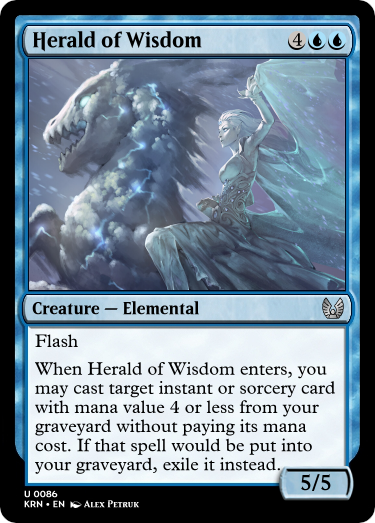 Herald of Wisdom 4
Creature — Elemental
Flash
When Herald of Wisdom enters, you
may cast target instant or sorcery card
with mana value 4 or less from your
graveyard without paying its mana
cost. If that spell would be put into
your graveyard, exile it instead.
5/5
U 0086
KRN • EN Alex Petruk